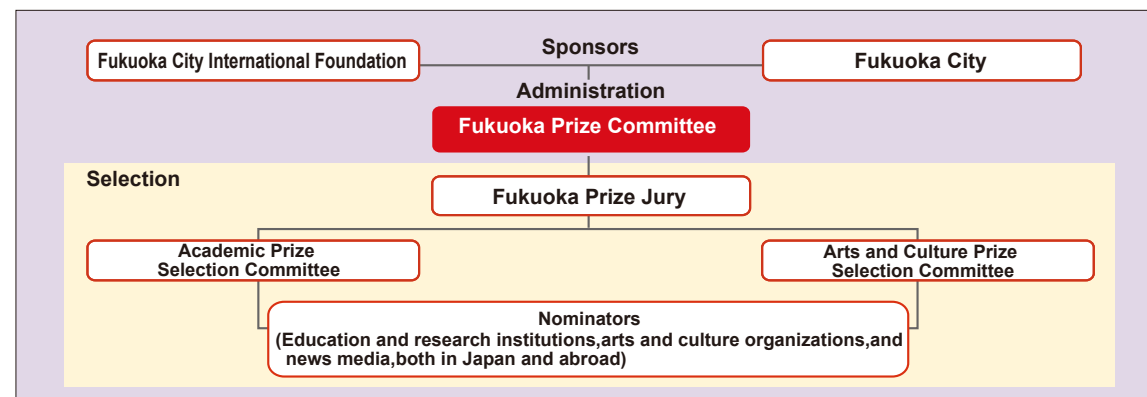 Sponsors
Fukuoka City International Foundation
Fukuoka City
Administration
Fukuoka Prize Committee
Selection
Fukuoka Prize Jury
Academic Prize
Selection Committee
Arts and Culture Prize
Selection Committee
Nominators
(Education and research institutions,arts and culture organizations,and
news media,both in Japan and abroad)